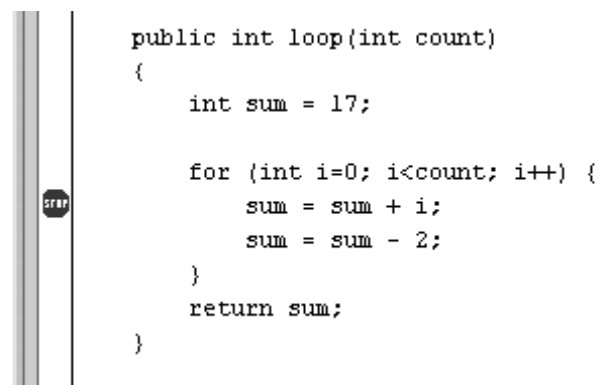 public int loop(int count)
{
int sum = 17;
for (int i=0; i<count; i++) {
STOP
sum = sum + i;
sum = sum - 2;
}
return sum;
}